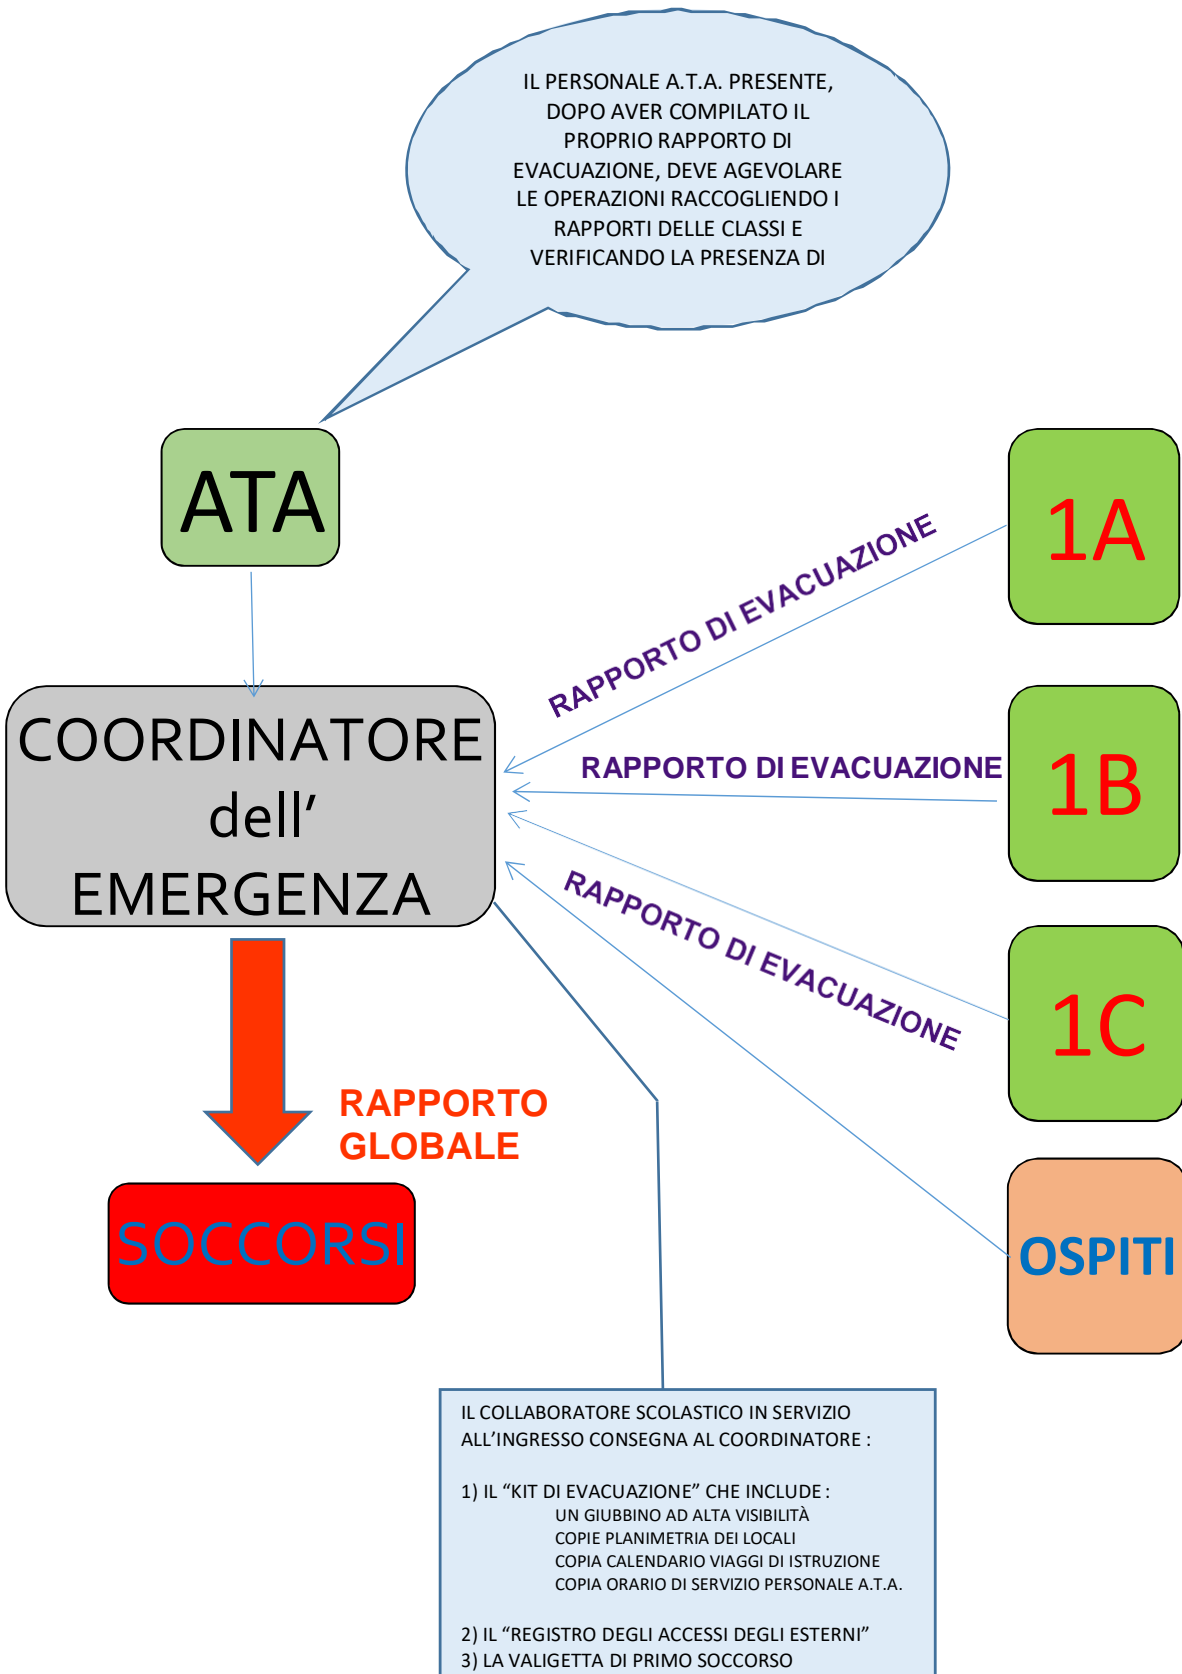 IL PERSONALE A.T.A. PRESENTE,
DOPO AVER COMPILATO IL
PROPRIO RAPPORTO DI
EVACUAZIONE, DEVE AGEVOLARE
LE OPERAZIONI RACCOGLIENDO I
RAPPORTI DELLE CLASSI E
VERIFICANDO LA PRESENZA DI
ATA
1A
RAPPORTO DI EVACUAZIONE
COORDINATORE
dell’
EMERGENZA
RAPPORTO DI EVACUAZIONE
1B
RAPPORTO DI EVACUAZIONE
1C
RAPPORTO
GLOBALE
SOCCORSI
OSPITI
IL COLLABORATORE SCOLASTICO IN SERVIZIO
ALL’INGRESSO CONSEGNA AL COORDINATORE :
1) IL “KIT DI EVACUAZIONE” CHE INCLUDE :
UN GIUBBINO AD ALTA VISIBILITÀ
COPIE PLANIMETRIA DEI LOCALI
COPIA CALENDARIO VIAGGI DI ISTRUZIONE
COPIA ORARIO DI SERVIZIO PERSONALE A.T.A.
2) IL “REGISTRO DEGLI ACCESSI DEGLI ESTERNI”
3) LA VALIGETTA DI PRIMO SOCCORSO